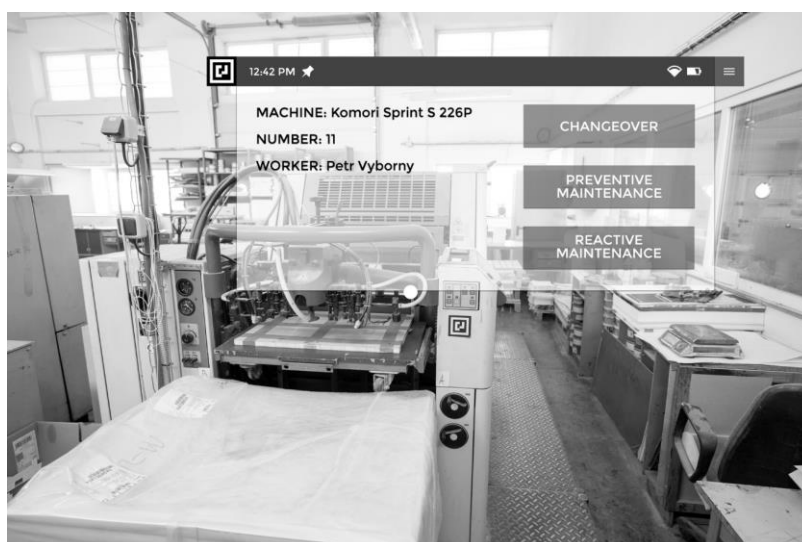 12:42 PM
MACHINE: Komori Sprint S 226P
NUMBER: 11
WORKER: Petr Vyborny
CHANGEOVER
PREVENTIVE
MAINTENANCE
REACTIVE
MAINTENANCE